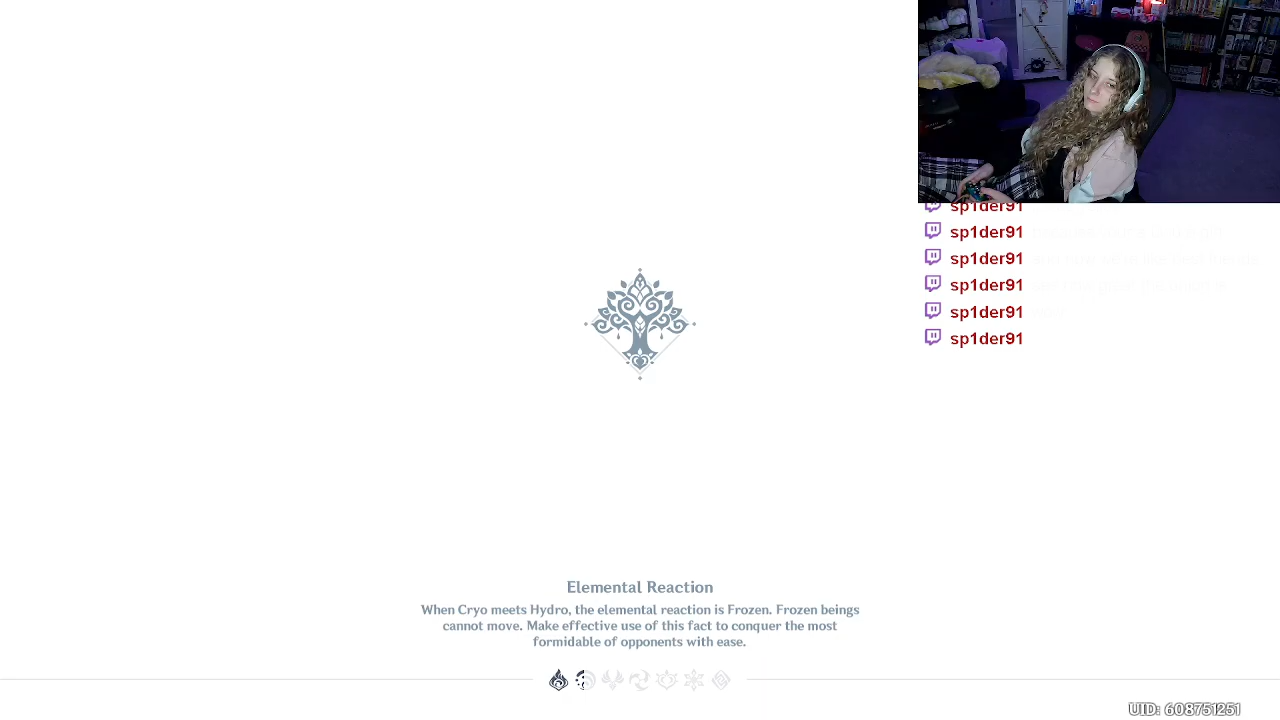 sp1der91
sp1der91
sp1der91
sp1der91
sp1der91
sp1der91
Elemental Reaction
When Cryo meets Hydro, the elemental reaction is Frozen. Frozen beings
cannot move. Make effective use of this fact to conquer the most
formidable of opponents with ease.
UID: 608751251